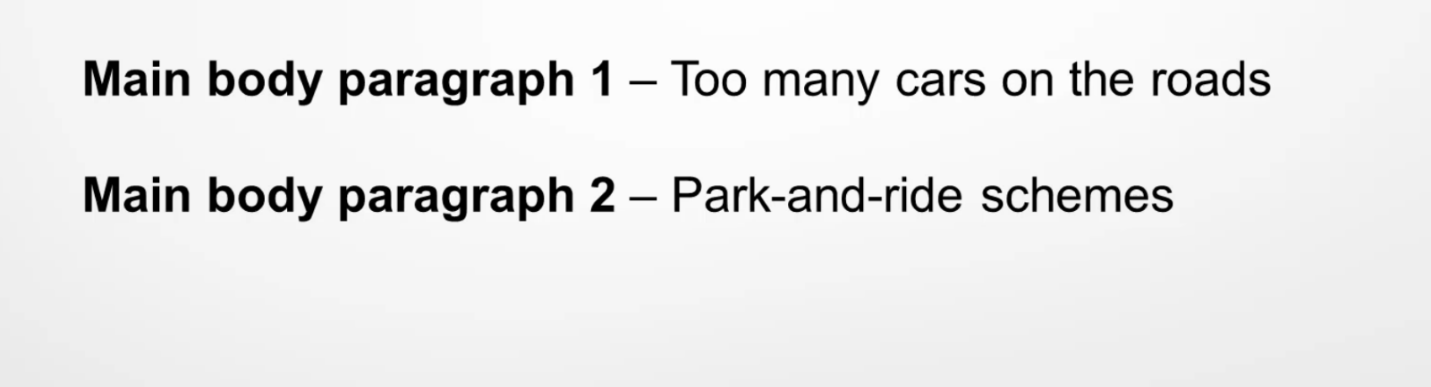 Main body paragraph 1 – Too many cars on the roads
Main body paragraph 2 – Park-and-ride schemes